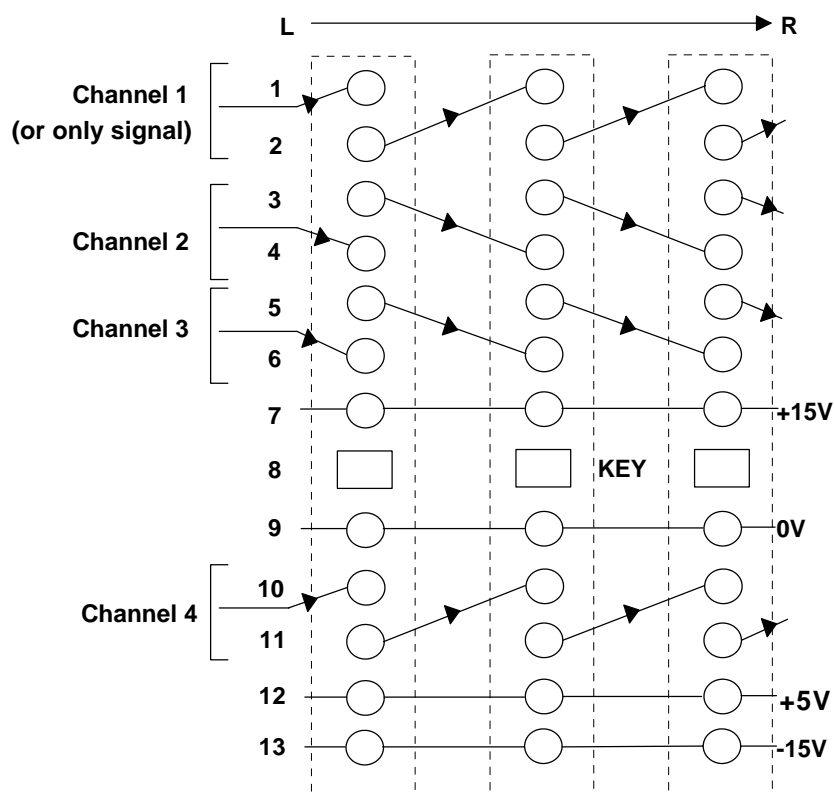 L R
Channel 1
(or only signal)
1
2
Channel 2
3
4
Channel 3
5
6
7 +15V
8 KEY
9 0V
Channel 4
10
11
12 +5V
13 -15V